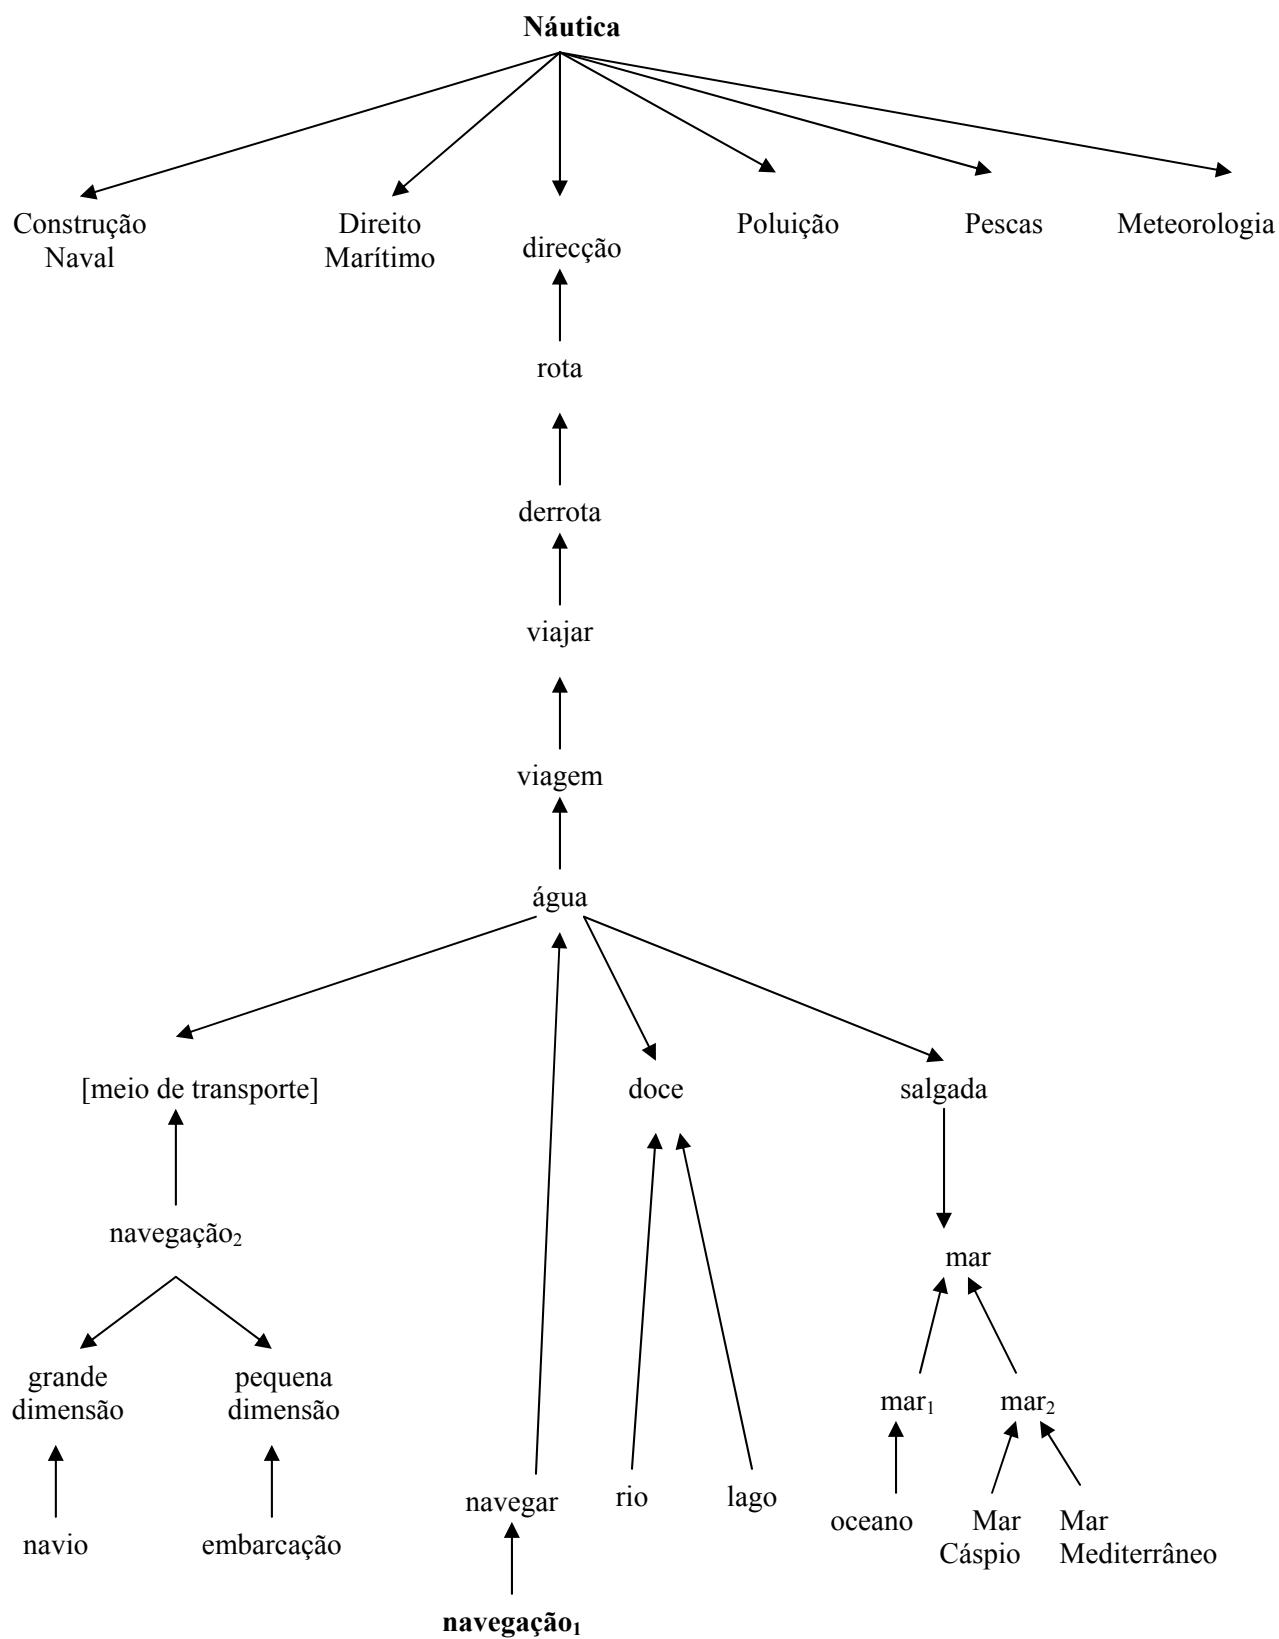 Náutica
Construção
Naval
Direito
Marítimo
direcção
Poluição
Pescas
Meteorologia
rota
derrota
viajar
viagem
água
[meio de transporte]
doce
salgada
navegação₂
mar
grande
dimensão
pequena
dimensão
mar₁
mar₂
navio
embarcação
navegar
rio
lago
oceano
Mar
Cáspio
Mar
Mediterrâneo
navegação₁